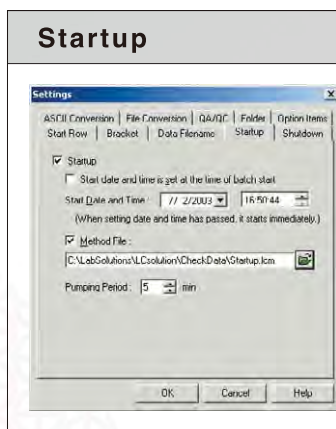 Startup
Settings
ASCII Conversion File Conversion QA/QC Folder Option Items
Start Row Bracket Data Filename Startup Shutdown
Startup
Start date and time is set at the time of batch start
Start Date and Time : 7/ 2/2003 16:50:44
(When setting date and time has passed, it starts immediately.)
Method File :
C:\LabSolutions\LCsolution\CheckData\Startup.lcm
Pumping Period : 5 min
OK Cancel Help